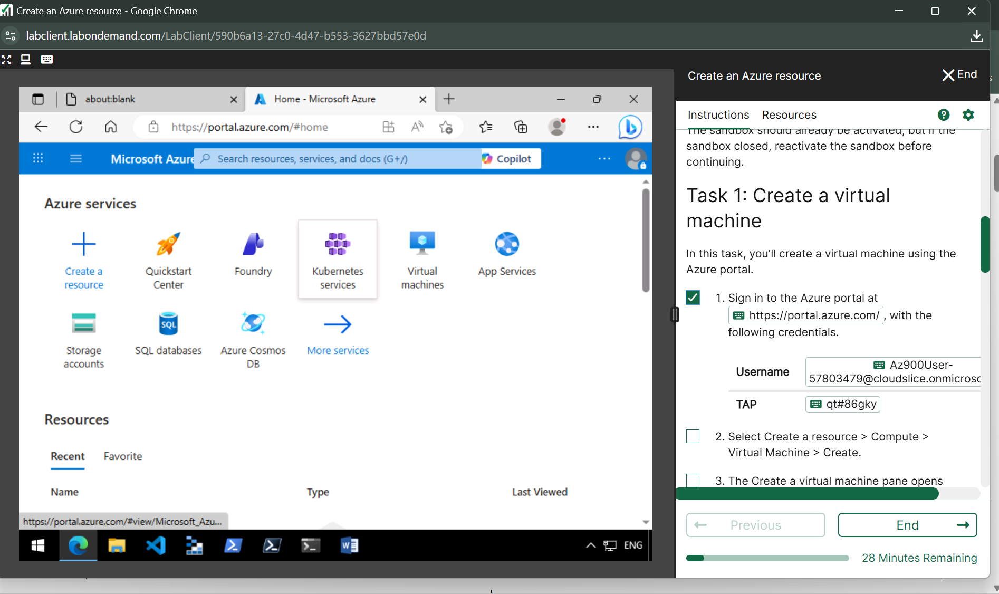 Create an Azure resource - Google Chrome
labclient.labondemand.com/LabClient/590b6a13-27c0-4d47-b553-3627bbd57e0d
Create an Azure resource
End
about:blank
Home - Microsoft Azure
https://portal.azure.com/#home
Microsoft Azure
Search resources, services, and docs (G+/)
Copilot
Azure services
Create a
resource
Quickstart
Center
Foundry
Kubernetes
services
Virtual
machines
App Services
Storage
accounts
SQL
SQL databases
Azure Cosmos
DB
More services
Resources
Recent
Favorite
Name
Type
Last Viewed
https://portal.azure.com/#view/Microsoft_Azu...
ENG
Instructions
Resources
The sandbox should already be activated, but if the
sandbox closed, reactivate the sandbox before
continuing.
Task 1: Create a virtual
machine
In this task, you'll create a virtual machine using the
Azure portal.
1. Sign in to the Azure portal at
https://portal.azure.com/ , with the
following credentials.
Username
Az900User-
57803479@cloudslice.onmicrosc
TAP
qt#86gky
2. Select Create a resource > Compute >
Virtual Machine > Create.
3. The Create a virtual machine pane opens
Previous
End
28 Minutes Remaining